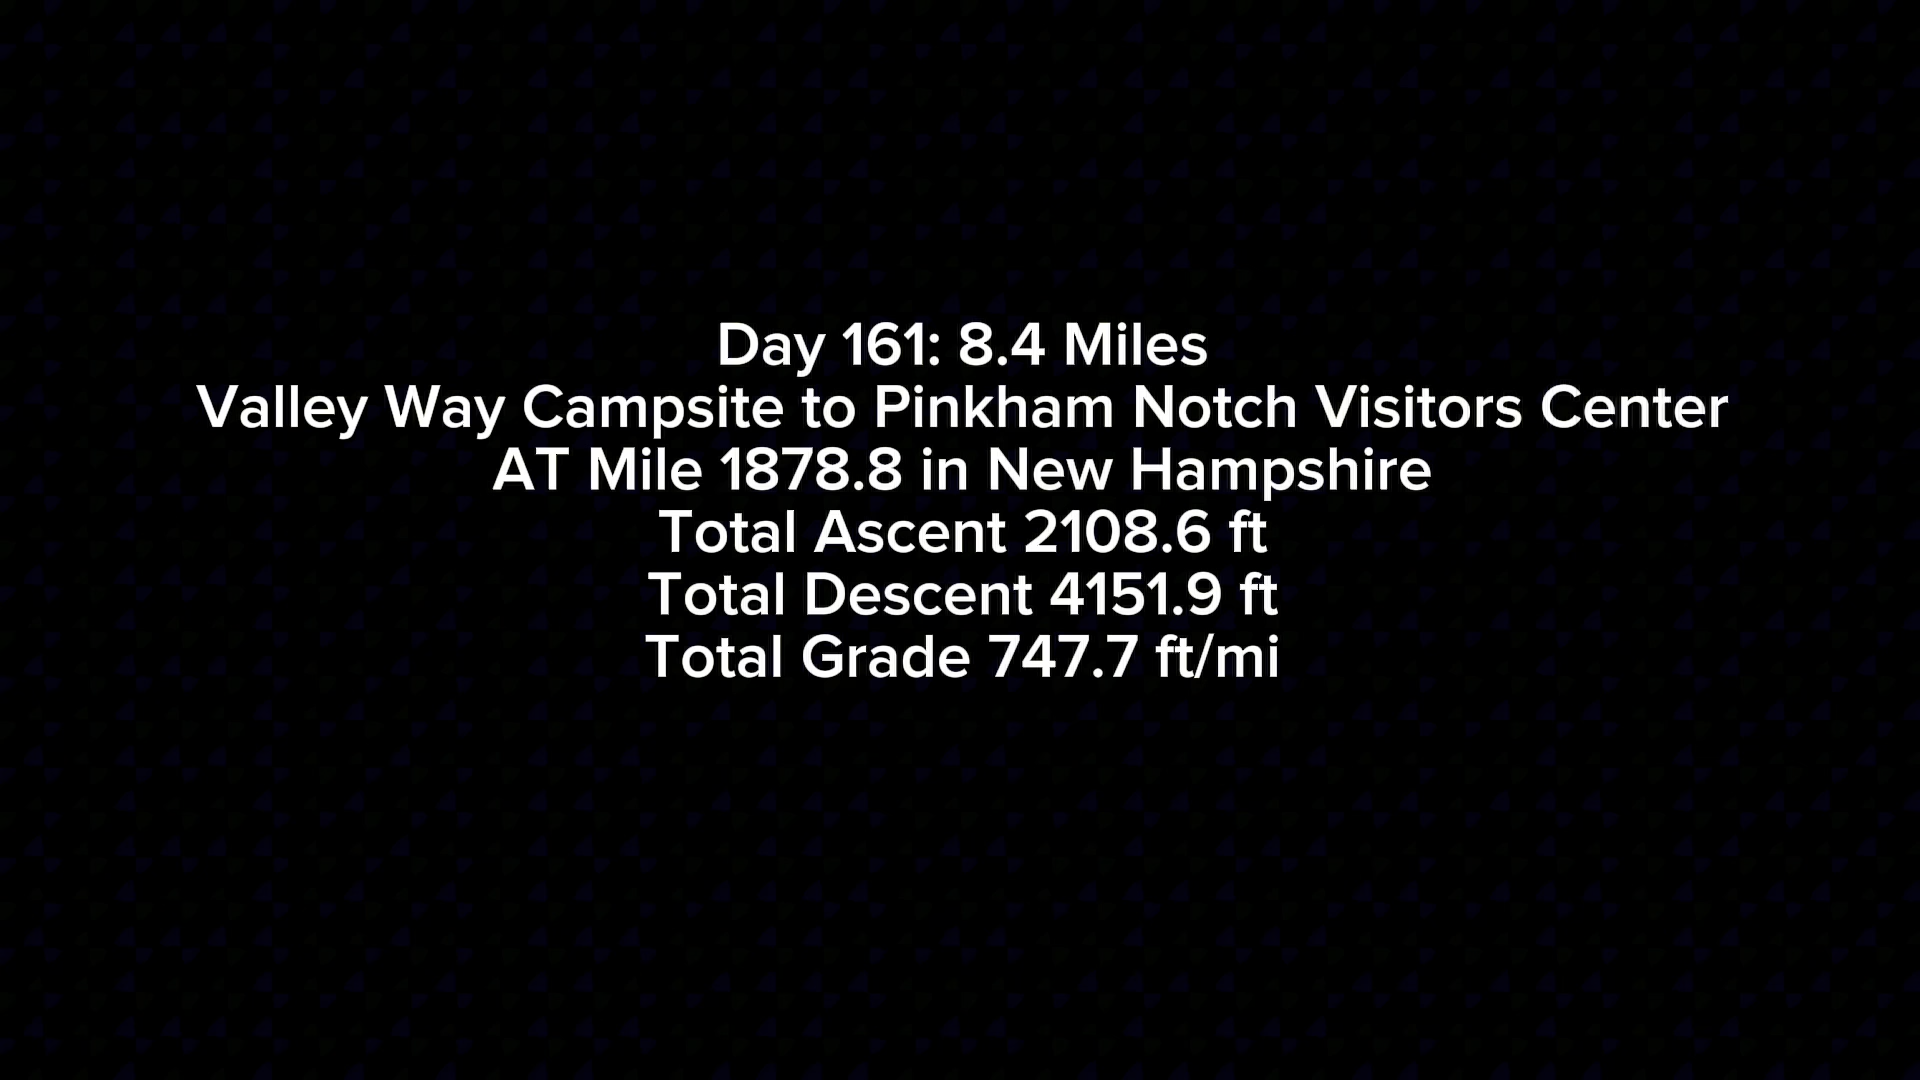 Day 161: 8.4 Miles
Valley Way Campsite to Pinkham Notch Visitors Center
AT Mile 1878.8 in New Hampshire
Total Ascent 2108.6 ft
Total Descent 4151.9 ft
Total Grade 747.7 ft/mi